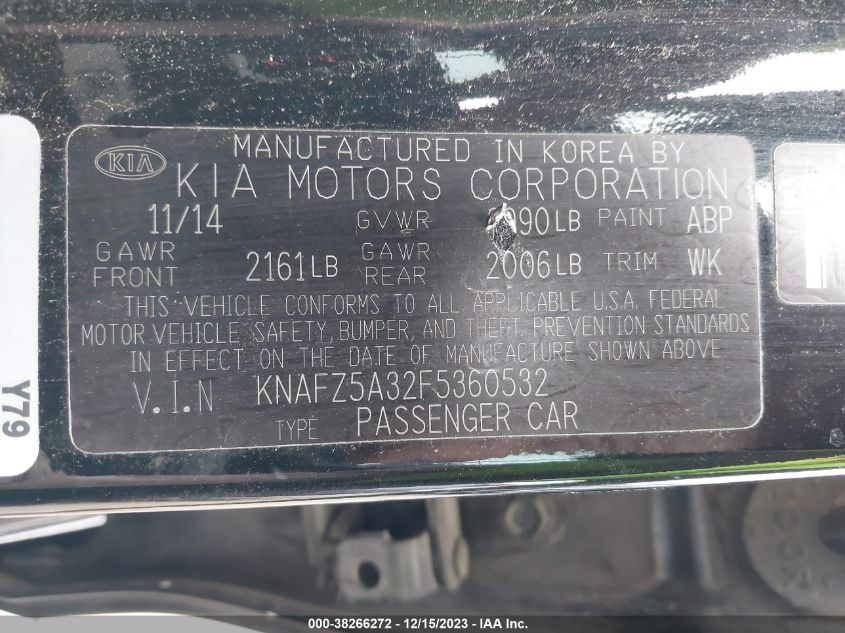 KIA
MANUFACTURED IN KOREA BY
KIA MOTORS CORPORATION
11/14 GVWR 90LB PAINT ABP
GAWR FRONT 2161LB GAWR REAR 2006LB TRIM WK
THIS VEHICLE CONFORMS TO ALL APPLICABLE U.S.A. FEDERAL
MOTOR VEHICLE SAFETY, BUMPER, AND THEFT PREVENTION STANDARDS
IN EFFECT ON THE DATE OF MANUFACTURE SHOWN ABOVE
V.I.N KNAFZ5A32F5360532
TYPE PASSENGER CAR
Y79
000-38266272 - 12/15/2023 - IAA Inc.